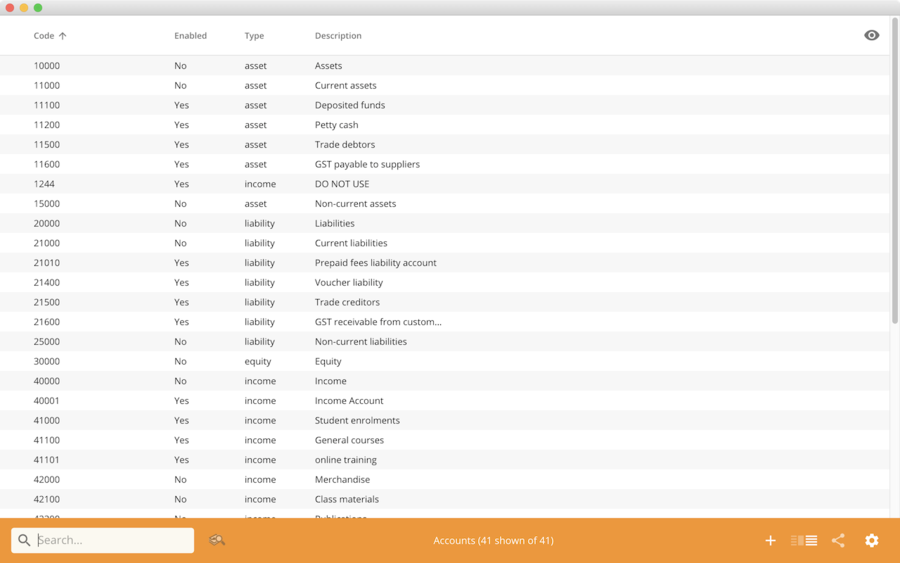 Code Enabled Type Description
10000 No asset Assets
11000 No asset Current assets
11100 Yes asset Deposited funds
11200 Yes asset Petty cash
11500 Yes asset Trade debtors
11600 Yes asset GST payable to suppliers
1244 Yes income DO NOT USE
15000 No asset Non-current assets
20000 No liability Liabilities
21000 No liability Current liabilities
21010 Yes liability Prepaid fees liability account
21400 Yes liability Voucher liability
21500 Yes liability Trade creditors
21600 Yes liability GST receivable from custom...
25000 No liability Non-current liabilities
30000 No equity Equity
40000 No income Income
40001 Yes income Income Account
41000 Yes income Student enrolments
41100 Yes income General courses
41101 Yes income online training
42000 No income Merchandise
42100 No income Class materials
No income Publications
Search... Accounts (41 shown of 41)